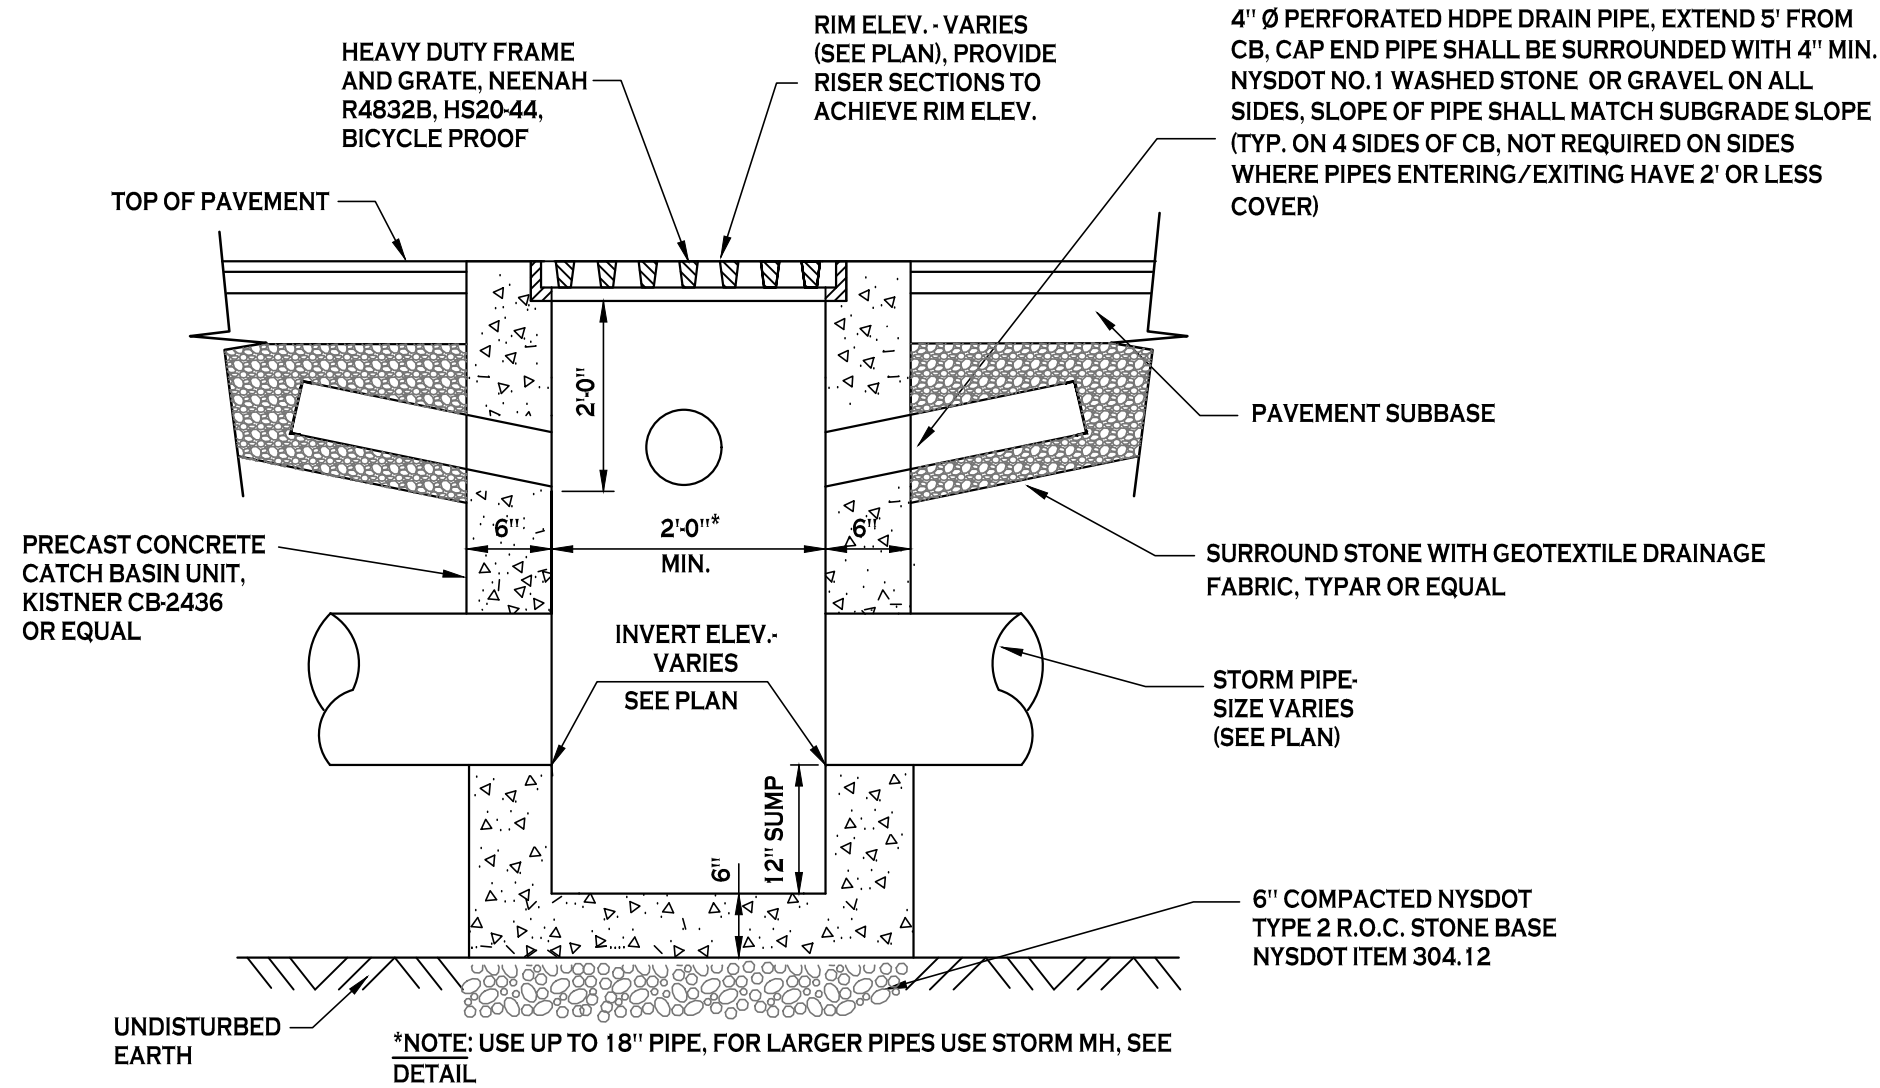 HEAVY DUTY FRAME
AND GRATE, NEENAH
R4832B, HS20-44,
BICYCLE PROOF
RIM ELEV. - VARIES
(SEE PLAN), PROVIDE
RISER SECTIONS TO
ACHIEVE RIM ELEV.
4" Ø PERFORATED HDPE DRAIN PIPE, EXTEND 5' FROM
CB, CAP END PIPE SHALL BE SURROUNDED WITH 4" MIN.
NYSDOT NO.1 WASHED STONE OR GRAVEL ON ALL
SIDES, SLOPE OF PIPE SHALL MATCH SUBGRADE SLOPE
(TYP. ON 4 SIDES OF CB, NOT REQUIRED ON SIDES
WHERE PIPES ENTERING/EXITING HAVE 2' OR LESS
COVER)
TOP OF PAVEMENT
2'-0"
PAVEMENT SUBBASE
6"
2'-0"*
MIN.
6"
PRECAST CONCRETE
CATCH BASIN UNIT,
KISTNER CB-2436
OR EQUAL
SURROUND STONE WITH GEOTEXTILE DRAINAGE
FABRIC, TYPAR OR EQUAL
INVERT ELEV.-
VARIES
SEE PLAN
STORM PIPE-
SIZE VARIES
(SEE PLAN)
12" SUMP
6"
6" COMPACTED NYSDOT
TYPE 2 R.O.C. STONE BASE
NYSDOT ITEM 304.12
UNDISTURBED
EARTH
*NOTE: USE UP TO 18" PIPE, FOR LARGER PIPES USE STORM MH, SEE
DETAIL